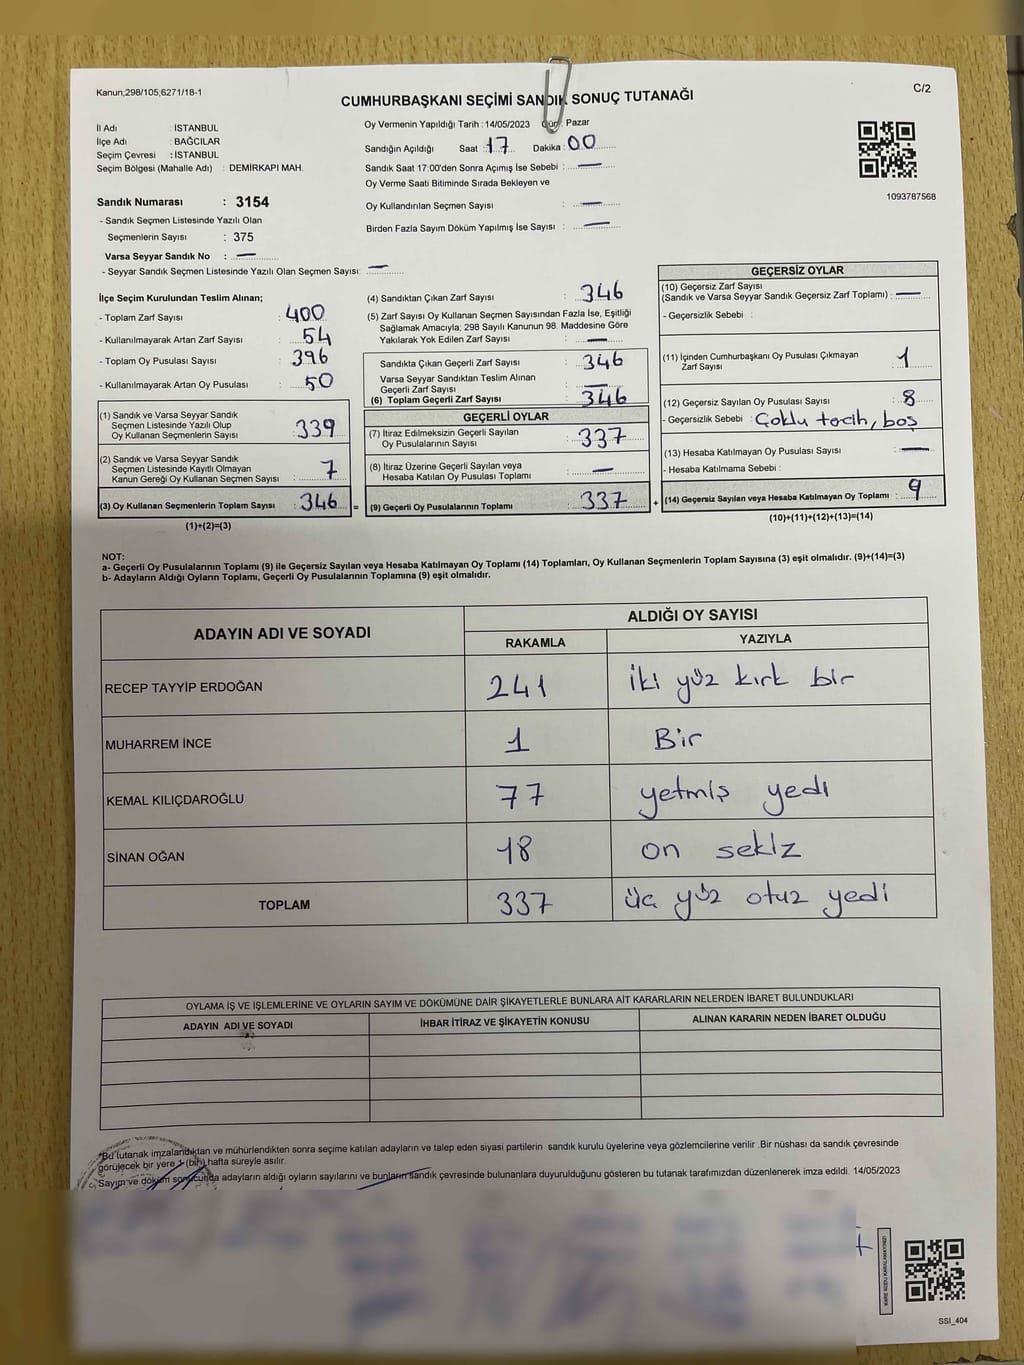 Kanun;298/105;6271/18-1
C/2
CUMHURBAŞKANI SEÇİMİ SANDIK SONUÇ TUTANAĞI
İl Adı : İSTANBUL
İlçe Adı : BAĞCILAR
Seçim Çevresi : İSTANBUL
Seçim Bölgesi (Mahalle Adı) : DEMİRKAPI MAH.
Sandık Numarası : 3154
- Sandık Seçmen Listesinde Yazılı Olan
Seçmenlerin Sayısı : 375
Varsa Seyyar Sandık No : —
- Seyyar Sandık Seçmen Listesinde Yazılı Olan Seçmen Sayısı: —
Oy Vermenin Yapıldığı Tarih : 14/05/2023 Gün : Pazar
Sandığın Açıldığı Saat : 17 Dakika : 00
Sandık Saat 17:00'den Sonra Açımış İse Sebebi : —
Oy Verme Saati Bitiminde Sırada Bekleyen ve
Oy Kullandırılan Seçmen Sayısı : —
Birden Fazla Sayım Döküm Yapılmış İse Sayısı : —
1093787568
İlçe Seçim Kurulundan Teslim Alınan;
- Toplam Zarf Sayısı : 400
- Kullanılmayarak Artan Zarf Sayısı : 54
- Toplam Oy Pusulası Sayısı : 396
- Kullanılmayarak Artan Oy Pusulası : 50
(1) Sandık ve Varsa Seyyar Sandık
Seçmen Listesinde Yazılı Olup
Oy Kullanan Seçmenlerin Sayısı : 339
(2) Sandık ve Varsa Seyyar Sandık
Seçmen Listesinde Kayıtlı Olmayan
Kanun Gereği Oy Kullanan Seçmen Sayısı : 7
(3) Oy Kullanan Seçmenlerin Toplam Sayısı : 346 =
(1)+(2)=(3)
(4) Sandıktan Çıkan Zarf Sayısı : 346
(5) Zarf Sayısı Oy Kullanan Seçmen Sayısından Fazla İse, Eşitliği
Sağlamak Amacıyla; 298 Sayılı Kanunun 98. Maddesine Göre
Yakılarak Yok Edilen Zarf Sayısı : —
Sandıkta Çıkan Geçerli Zarf Sayısı : 346
Varsa Seyyar Sandıktan Teslim Alınan
Geçerli Zarf Sayısı : —
(6) Toplam Geçerli Zarf Sayısı : 346
GEÇERLİ OYLAR
(7) İtiraz Edilmeksizin Geçerli Sayılan
Oy Pusulalarının Sayısı : 337
(8) İtiraz Üzerine Geçerli Sayılan veya
Hesaba Katılan Oy Pusulası Toplamı : —
(9) Geçerli Oy Pusulalarının Toplamı : 337 +
GEÇERSİZ OYLAR
(10) Geçersiz Zarf Sayısı
(Sandık ve Varsa Seyyar Sandık Geçersiz Zarf Toplamı) : —
- Geçersizlik Sebebi :
(11) İçinden Cumhurbaşkanı Oy Pusulası Çıkmayan
Zarf Sayısı : 1
(12) Geçersiz Sayılan Oy Pusulası Sayısı : 8
- Geçersizlik Sebebi : Çoklu tercih, boş
(13) Hesaba Katılmayan Oy Pusulası Sayısı : —
- Hesaba Katılmama Sebebi :
(14) Geçersiz Sayılan veya Hesaba Katılmayan Oy Toplamı : 9
(10)+(11)+(12)+(13)=(14)
NOT:
a- Geçerli Oy Pusulalarının Toplamı (9) ile Geçersiz Sayılan veya Hesaba Katılmayan Oy Toplamı (14) Toplamları, Oy Kullanan Seçmenlerin Toplam Sayısına (3) eşit olmalıdır. (9)+(14)=(3)
b- Adayların Aldığı Oyların Toplamı, Geçerli Oy Pusulalarının Toplamına (9) eşit olmalıdır.
ADAYIN ADI VE SOYADI ALDIĞI OY SAYISI
RAKAMLA YAZIYLA
RECEP TAYYİP ERDOĞAN 241 iki yüz kırk bir
MUHARREM İNCE 1 Bir
KEMAL KILIÇDAROĞLU 77 yetmiş yedi
SİNAN OĞAN 18 on sekiz
TOPLAM 337 üç yüz otuz yedi
OYLAMA İŞ VE İŞLEMLERİNE VE OYLARIN SAYIM VE DÖKÜMÜNE DAİR ŞİKAYETLERLE BUNLARA AİT KARARLARIN NELERDEN İBARET BULUNDUKLARI
ADAYIN ADI VE SOYADI İHBAR İTİRAZ VE ŞİKAYETİN KONUSU ALINAN KARARIN NEDEN İBARET OLDUĞU
*Bu tutanak imzalandıktan ve mühürlendikten sonra seçime katılan adayların ve talep eden siyasi partilerin sandık kurulu üyelerine veya gözlemcilerine verilir .Bir nüshası da sandık çevresinde
görülecek bir yere 1 (bir) hafta süreyle asılır.
Sayım ve döküm sonucunda adayların aldığı oyların sayılarını ve bunların sandık çevresinde bulunanlara duyurulduğunu gösteren bu tutanak tarafımızdan düzenlenerek imza edildi. 14/05/2023
KARE KODU KARALAMAYINIZ!
SSI_404